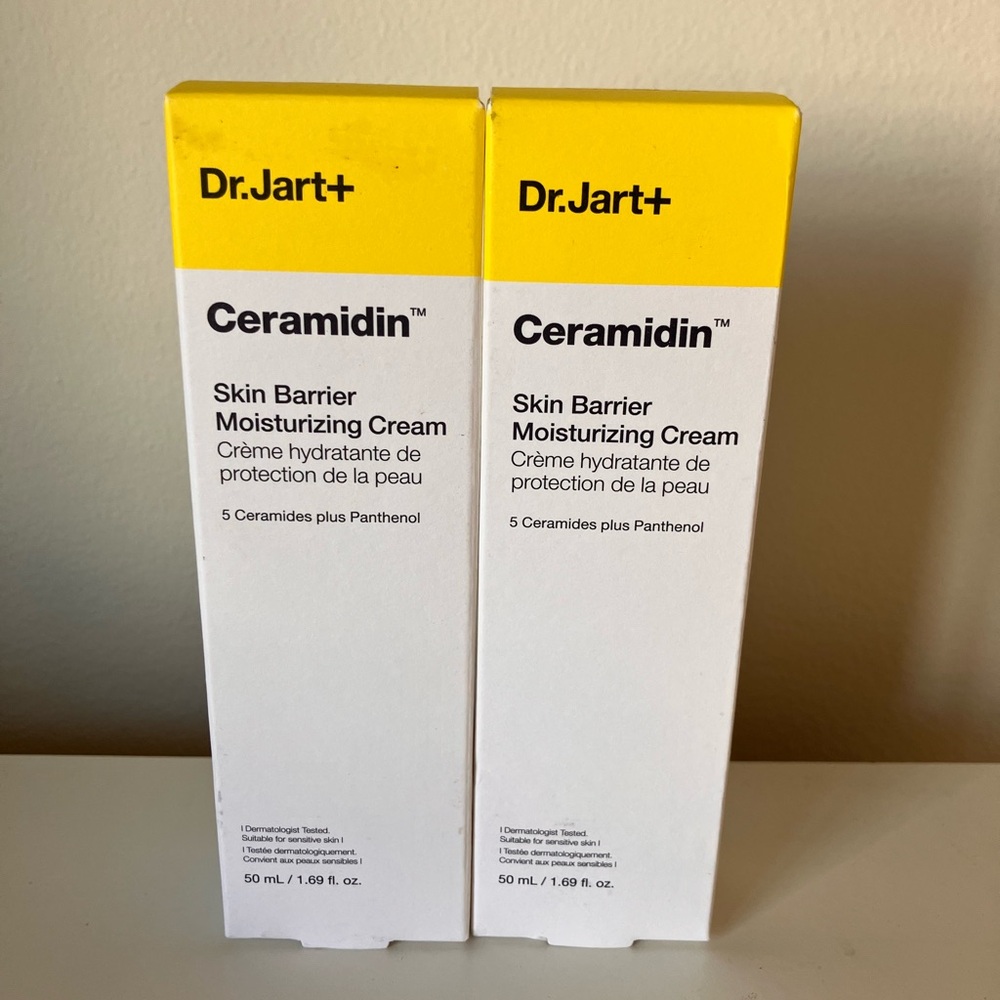 Dr.Jart+
Ceramidin™
Skin Barrier
Moisturizing Cream
Crème hydratante de
protection de la peau
5 Ceramides plus Panthenol
I Dermatologist Tested.
Suitable for sensitive skin I
I Testée dermatologiquement.
Convient aux peaux sensibles I
50 mL / 1.69 fl. oz.
Dr.Jart+
Ceramidin™
Skin Barrier
Moisturizing Cream
Crème hydratante de
protection de la peau
5 Ceramides plus Panthenol
I Dermatologist Tested.
Suitable for sensitive skin I
I Testée dermatologiquement.
Convient aux peaux sensibles I
50 mL / 1.69 fl. oz.